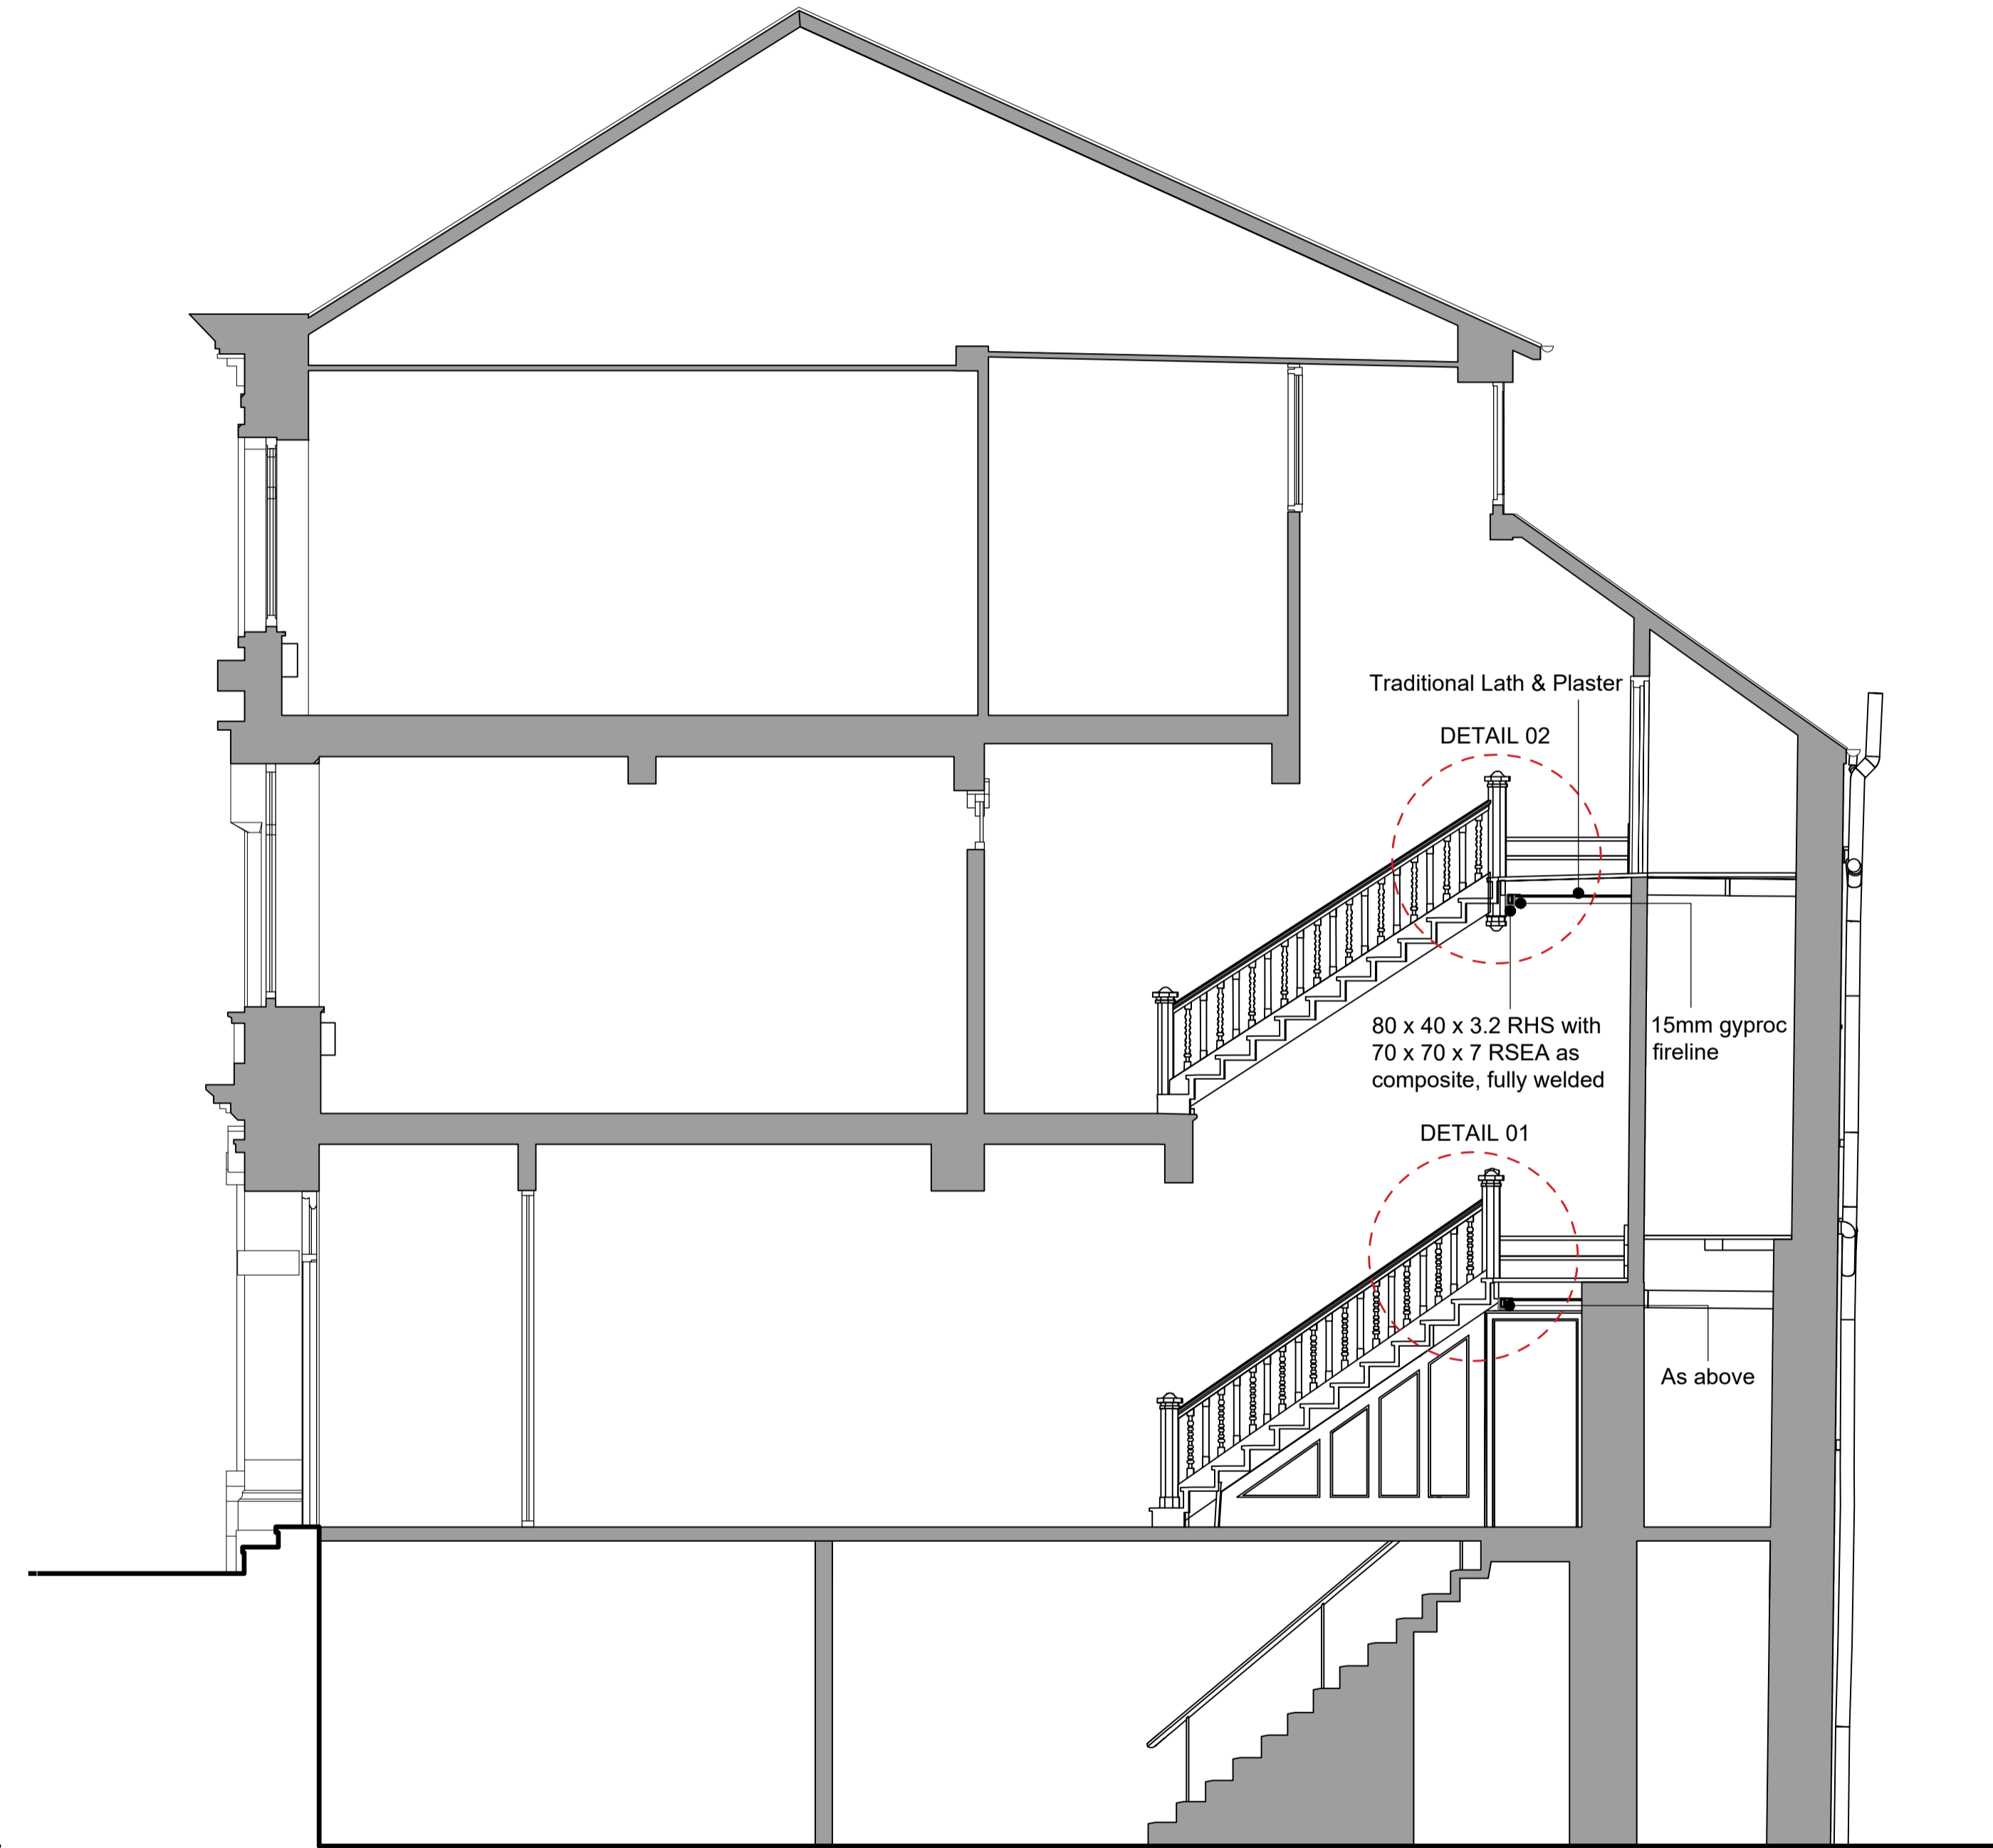 Traditional Lath & Plaster
DETAIL 02
80 x 40 x 3.2 RHS with
70 x 70 x 7 RSEA as
composite, fully welded
15mm gyproc
fireline
DETAIL 01
As above